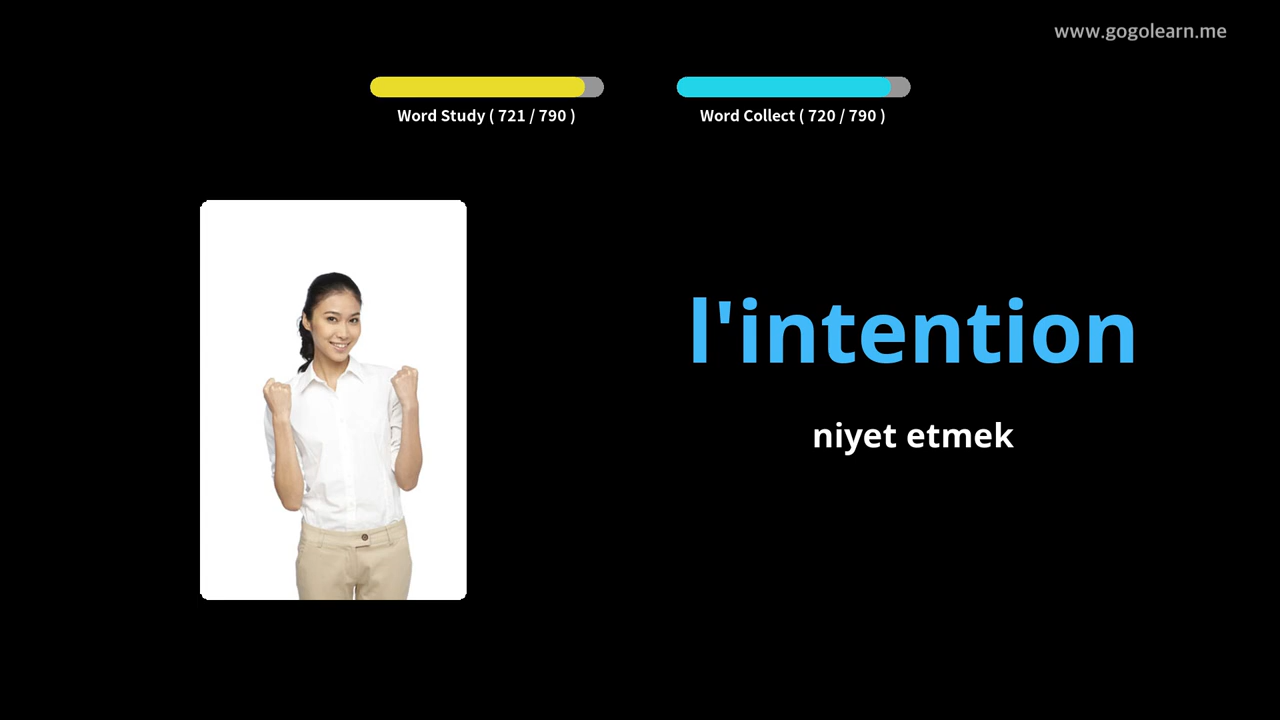 www.gogolearn.me
Word Study ( 721 / 790 )
Word Collect ( 720 / 790 )
l'intention
niyet etmek